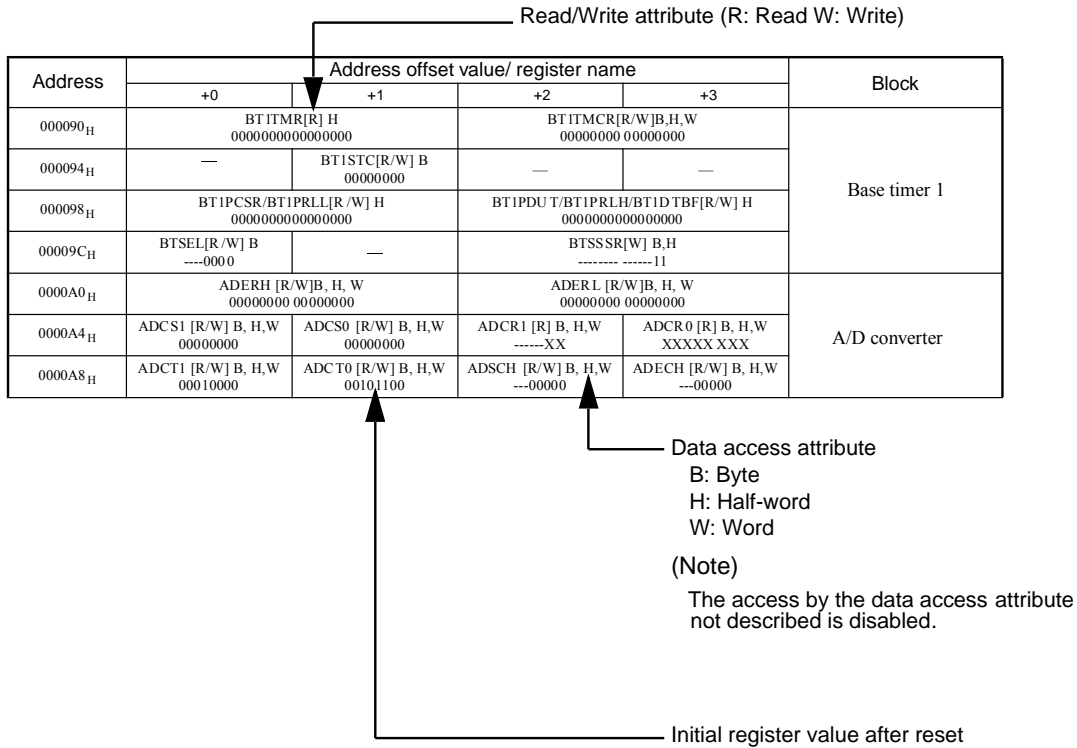 Read/Write attribute (R: Read W: Write)
Address
Address offset value/ register name
Block
+0
+1
+2
+3
000090H
BT1TMR[R] H
0000000000000000
BT1TMCR[R/W]B,H,W
00000000 00000000
Base timer 1
000094H
—
BT1STC[R/W] B
00000000
—
—
000098H
BT1PCSR/BT1PRLL[R/W] H
0000000000000000
BT1PDUT/BT1PRLH/BT1DTBF[R/W] H
0000000000000000
00009CH
BTSEL[R/W] B
----0000
—
BTSSSR[W] B,H
-------- ------11
0000A0H
ADERH [R/W]B, H, W
00000000 00000000
ADERL [R/W]B, H, W
00000000 00000000
A/D converter
0000A4H
ADCS1 [R/W] B, H,W
00000000
ADCS0 [R/W] B, H,W
00000000
ADCR1 [R] B, H,W
------XX
ADCR0 [R] B, H,W
XXXXX XXX
0000A8H
ADCT1 [R/W] B, H,W
00010000
ADCT0 [R/W] B, H,W
00101100
ADSCH [R/W] B, H,W
---00000
ADECH [R/W] B, H,W
---00000
Data access attribute
B: Byte
H: Half-word
W: Word
(Note)
The access by the data access attribute
not described is disabled.
Initial register value after reset